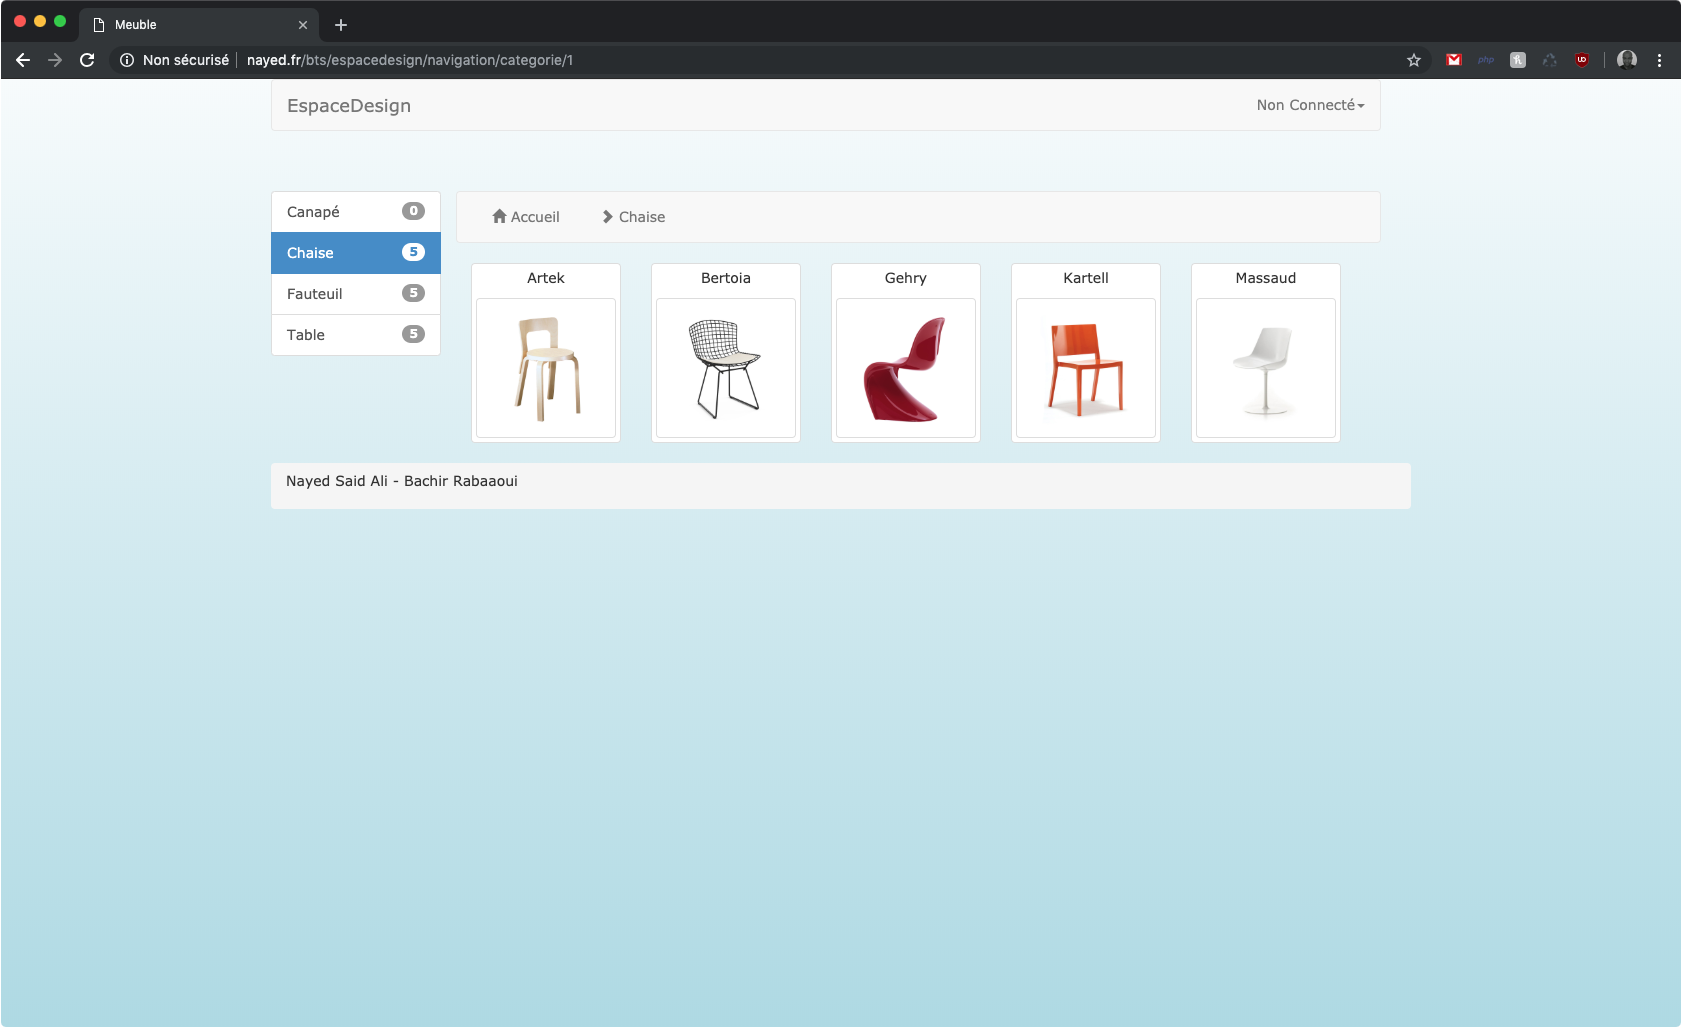 Meuble
Non sécurisé nayed.fr/bts/espacedesign/navigation/categorie/1
php
EspaceDesign
Non Connecté
Canapé 0
Chaise 5
Fauteuil 5
Table 5
Accueil Chaise
Artek Bertoia Gehry Kartell Massaud
Nayed Said Ali - Bachir Rabaaoui